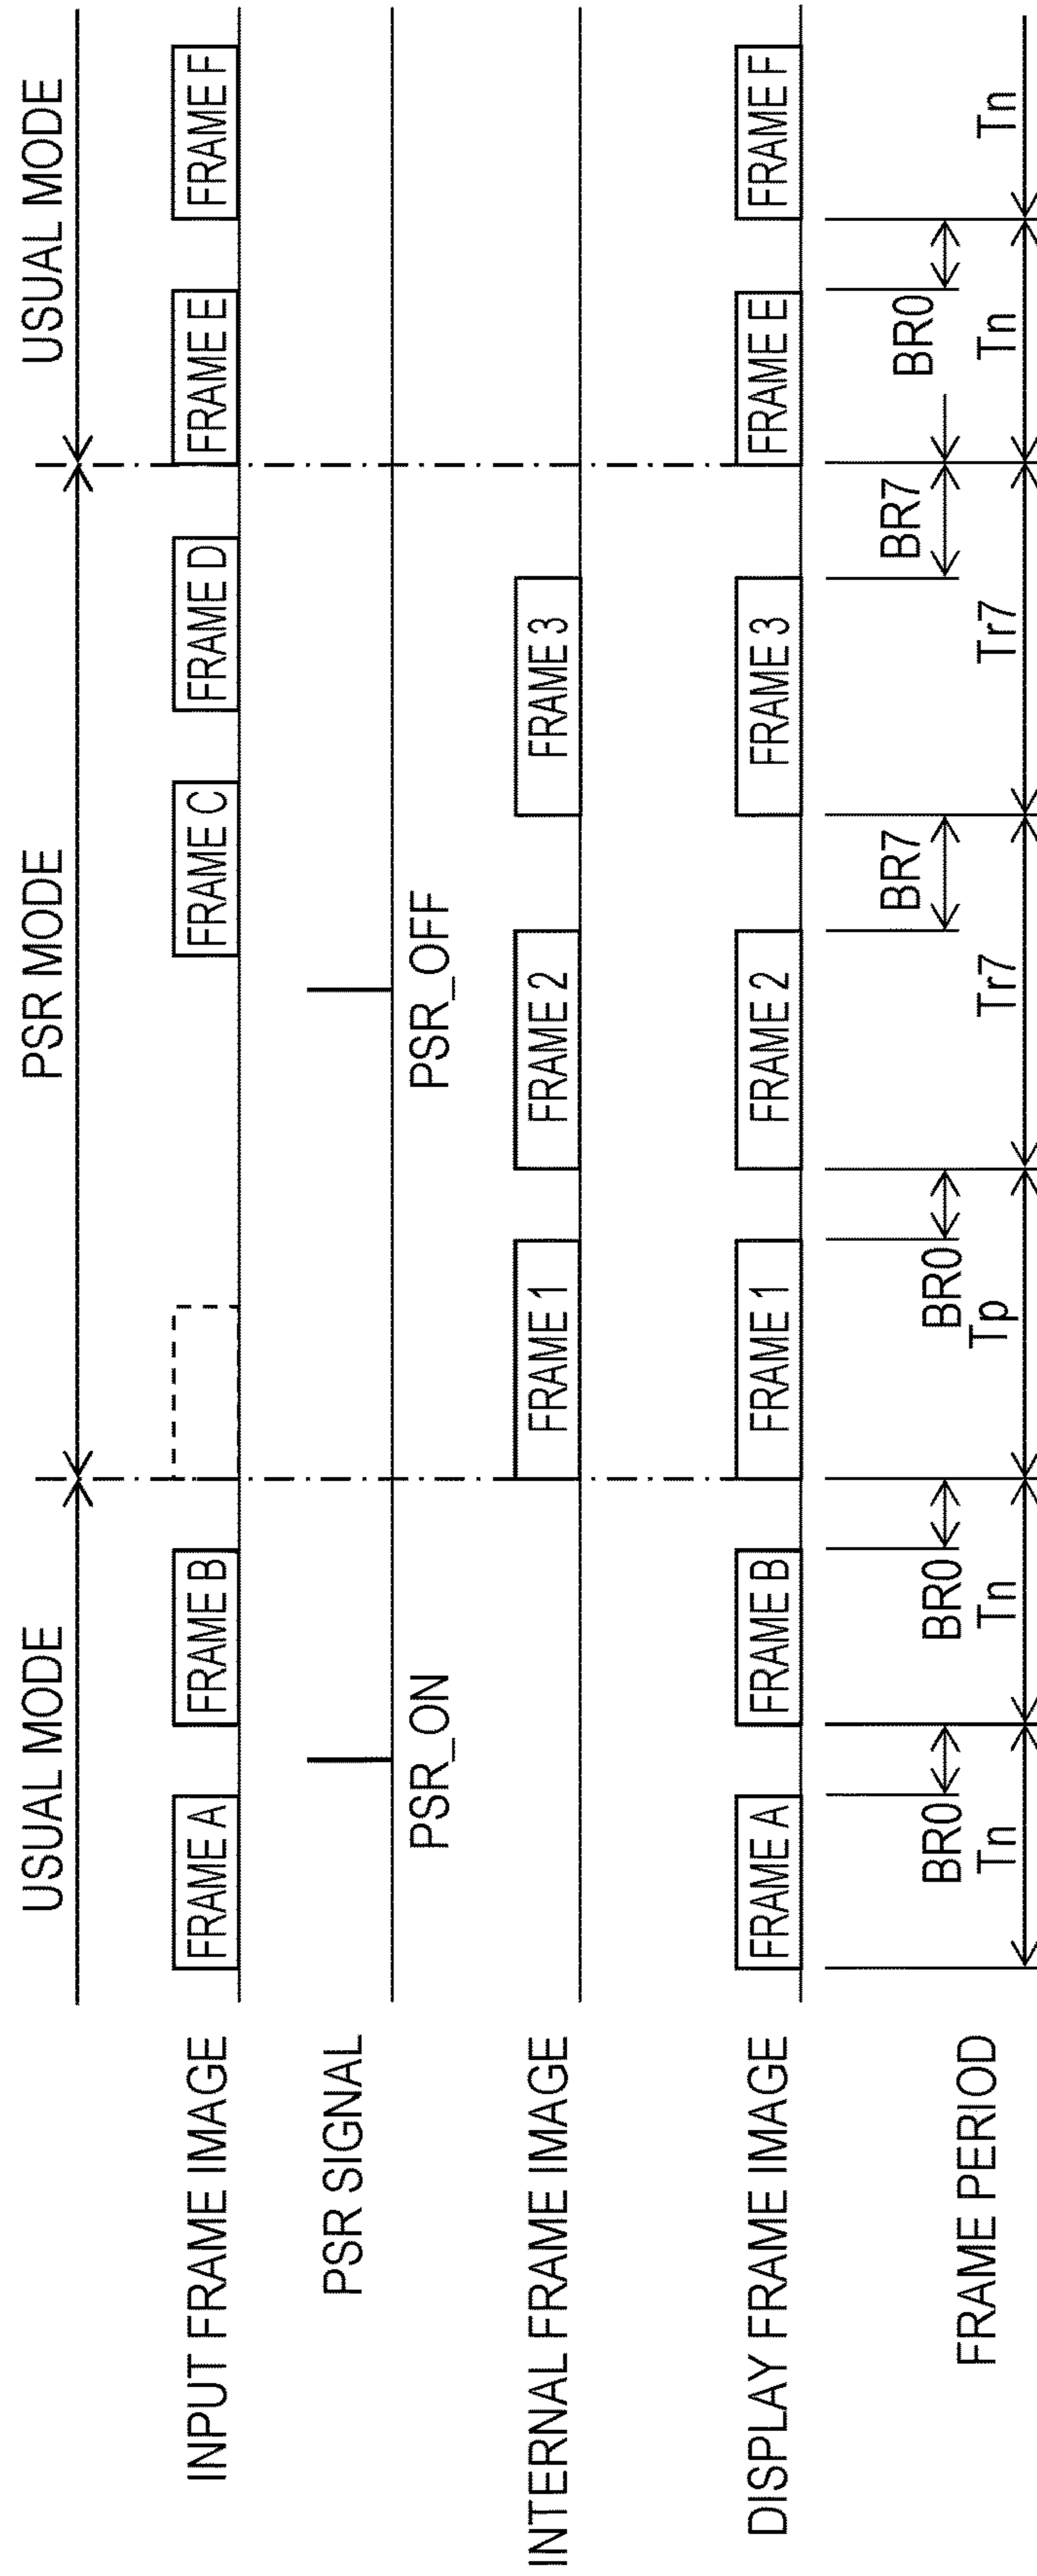 USUAL MODE PSR MODE USUAL MODE
INPUT FRAME IMAGE FRAME A FRAME B FRAME C FRAME D FRAME E FRAME F
PSR SIGNAL
PSR_ON PSR_OFF
INTERNAL FRAME IMAGE FRAME 1 FRAME 2 FRAME 3
DISPLAY FRAME IMAGE FRAME A FRAME B FRAME 1 FRAME 2 FRAME 3 FRAME E FRAME F
BR0 BR0 BR0 BR7 BR7 BR0
FRAME PERIOD Tn Tn Tp Tr7 Tr7 Tn Tn